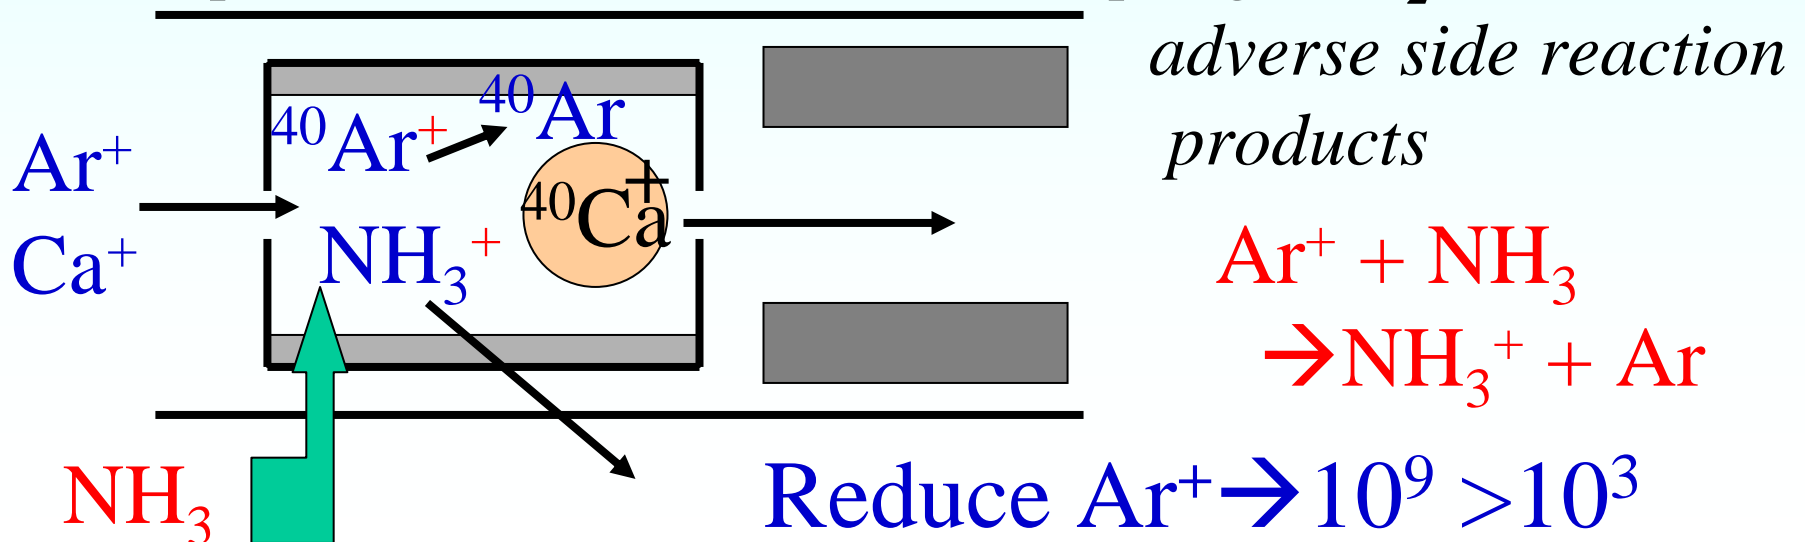 adverse side reaction
products
⁴⁰Ar⁺
⁴⁰Ar
Ar⁺
Ca⁺
⁴⁰Ca⁺
NH₃⁺
Ar⁺ + NH₃
→NH₃⁺ + Ar
NH₃
Reduce Ar⁺→10⁹ >10³